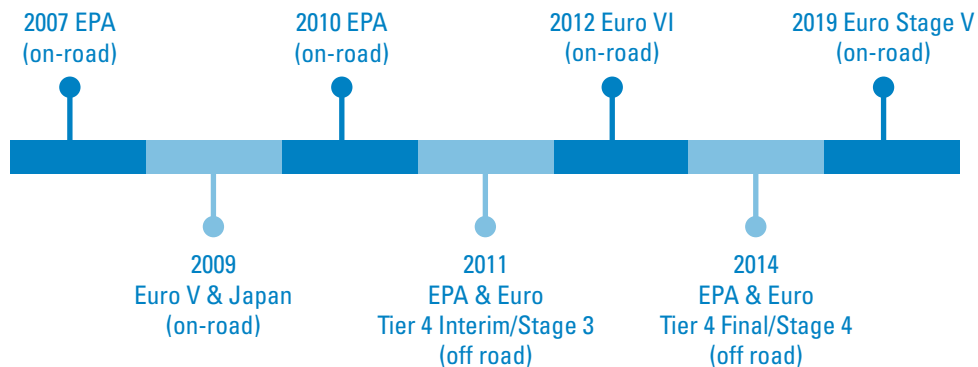 2007 EPA
(on-road)
2010 EPA
(on-road)
2012 Euro VI
(on-road)
2019 Euro Stage V
(on-road)
2009
Euro V & Japan
(on-road)
2011
EPA & Euro
Tier 4 Interim/Stage 3
(off road)
2014
EPA & Euro
Tier 4 Final/Stage 4
(off road)